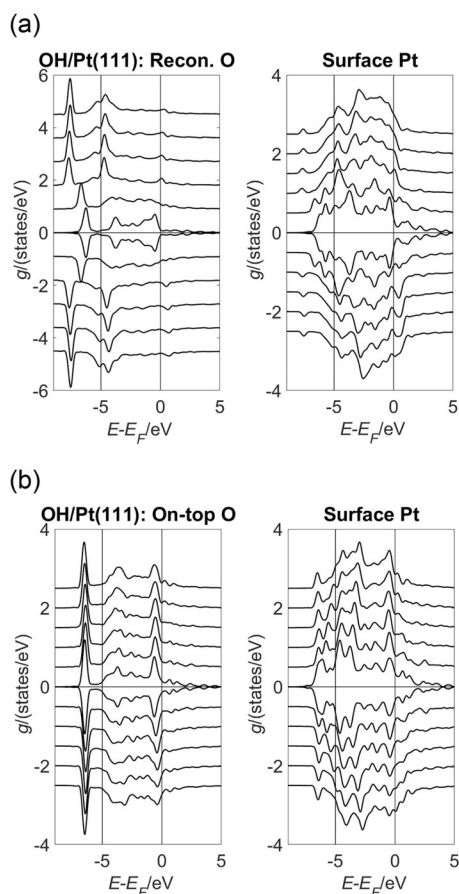 (a)
OH/Pt(111): Recon. O
Surface Pt
g/(states/eV)
6
4
2
0
-2
-4
-6
-5
0
5
E-E_F/eV
4
2
0
-2
-4
-5
0
5
E-E_F/eV
(b)
OH/Pt(111): On-top O
Surface Pt
g/(states/eV)
4
2
0
-2
-4
-5
0
5
E-E_F/eV
g/(states/eV)
4
2
0
-2
-4
-5
0
5
E-E_F/eV